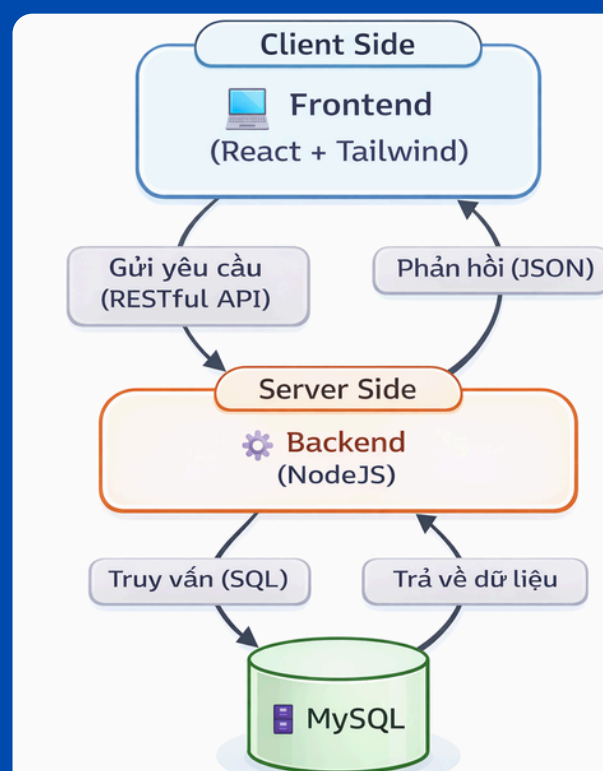 Client Side
Frontend
(React + Tailwind)
Gửi yêu cầu
(RESTful API)
Phản hồi (JSON)
Server Side
Backend
(NodeJS)
Truy vấn (SQL)
Trả về dữ liệu
MySQL